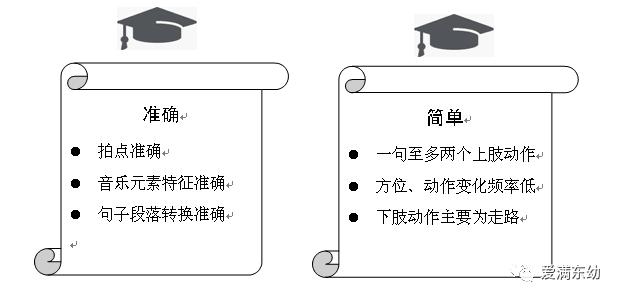 准确
拍点准确
音乐元素特征准确
句子段落转换准确
简单
一句至多两个上肢动作
方位、动作变化频率低
下肢动作主要为走路
爱满东幼